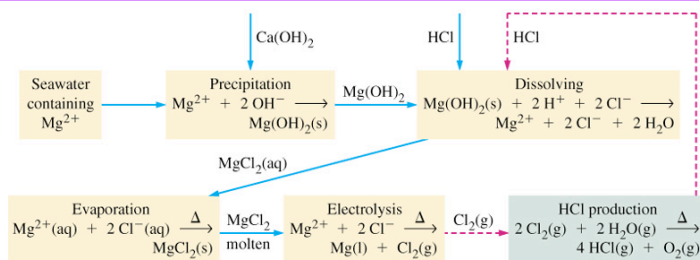 Ca(OH)₂
HCl
HCl
Seawater
containing
Mg²⁺
Precipitation
Mg²⁺ + 2 OH⁻ ⟶
Mg(OH)₂(s)
Mg(OH)₂
Dissolving
Mg(OH)₂(s) + 2 H⁺ + 2 Cl⁻ ⟶
Mg²⁺ + 2 Cl⁻ + 2 H₂O
MgCl₂(aq)
Evaporation
Mg²⁺(aq) + 2 Cl⁻(aq) Δ⟶
MgCl₂(s)
MgCl₂
molten
Electrolysis
Mg²⁺ + 2 Cl⁻ Δ⟶
Mg(l) + Cl₂(g)
Cl₂(g)
HCl production
2 Cl₂(g) + 2 H₂O(g) Δ⟶
4 HCl(g) + O₂(g)